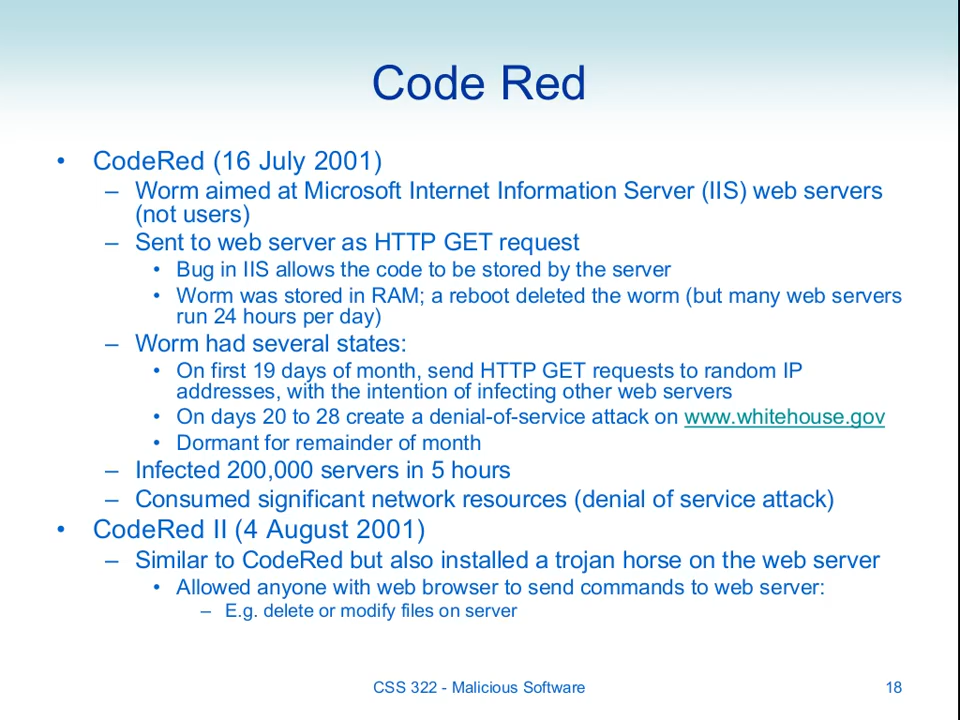 Code Red
• CodeRed (16 July 2001)
– Worm aimed at Microsoft Internet Information Server (IIS) web servers
(not users)
– Sent to web server as HTTP GET request
• Bug in IIS allows the code to be stored by the server
• Worm was stored in RAM; a reboot deleted the worm (but many web servers
run 24 hours per day)
– Worm had several states:
• On first 19 days of month, send HTTP GET requests to random IP
addresses, with the intention of infecting other web servers
• On days 20 to 28 create a denial-of-service attack on www.whitehouse.gov
• Dormant for remainder of month
– Infected 200,000 servers in 5 hours
– Consumed significant network resources (denial of service attack)
• CodeRed II (4 August 2001)
– Similar to CodeRed but also installed a trojan horse on the web server
• Allowed anyone with web browser to send commands to web server:
– E.g. delete or modify files on server
CSS 322 - Malicious Software
18